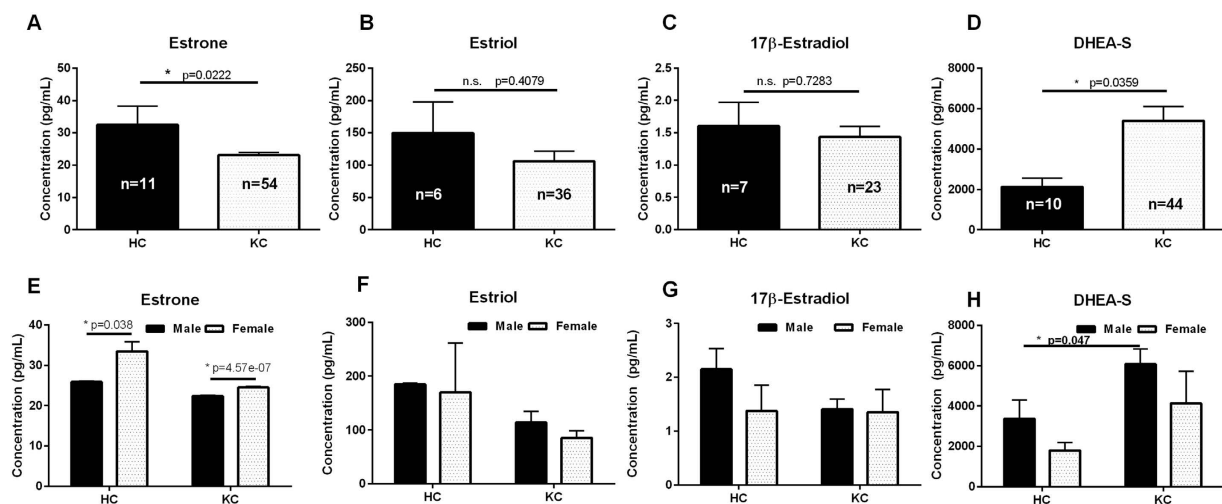 A
Estrone
Concentration (pg/mL)
50
40
30
20
10
0
* p=0.0222
n=11
n=54
HC
KC
B
Estriol
Concentration (pg/mL)
250
200
150
100
50
0
n.s. p=0.4079
n=6
n=36
HC
KC
C
17β-Estradiol
Concentration (pg/mL)
2.5
2.0
1.5
1.0
0.5
0.0
n.s. p=0.7283
n=7
n=23
HC
KC
D
DHEA-S
Concentration (pg/mL)
8000
6000
4000
2000
0
* p=0.0359
n=10
n=44
HC
KC
E
Estrone
Concentration (pg/mL)
40
30
20
10
0
Male Female
* p=0.038
* p=4.57e-07
HC
KC
F
Estriol
Concentration (pg/mL)
300
200
100
0
Male Female
HC
KC
G
17β-Estradiol
Concentration (pg/mL)
3
2
1
0
Male Female
HC
KC
H
DHEA-S
Concentration (pg/mL)
8000
6000
4000
2000
0
Male Female
* p=0.047
HC
KC